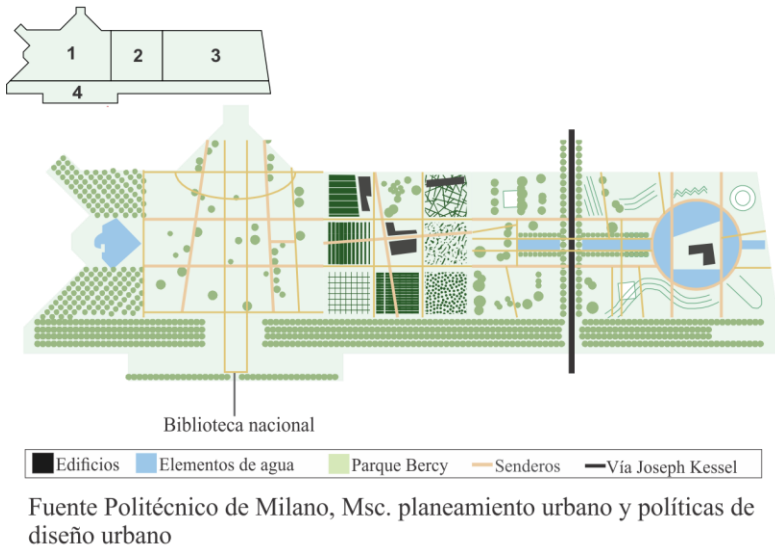 1
2
3
4
Biblioteca nacional
Edificios
Elementos de agua
Parque Bercy
Senderos
Vía Joseph Kessel
Fuente Politécnico de Milano, Msc. planeamiento urbano y políticas de
diseño urbano